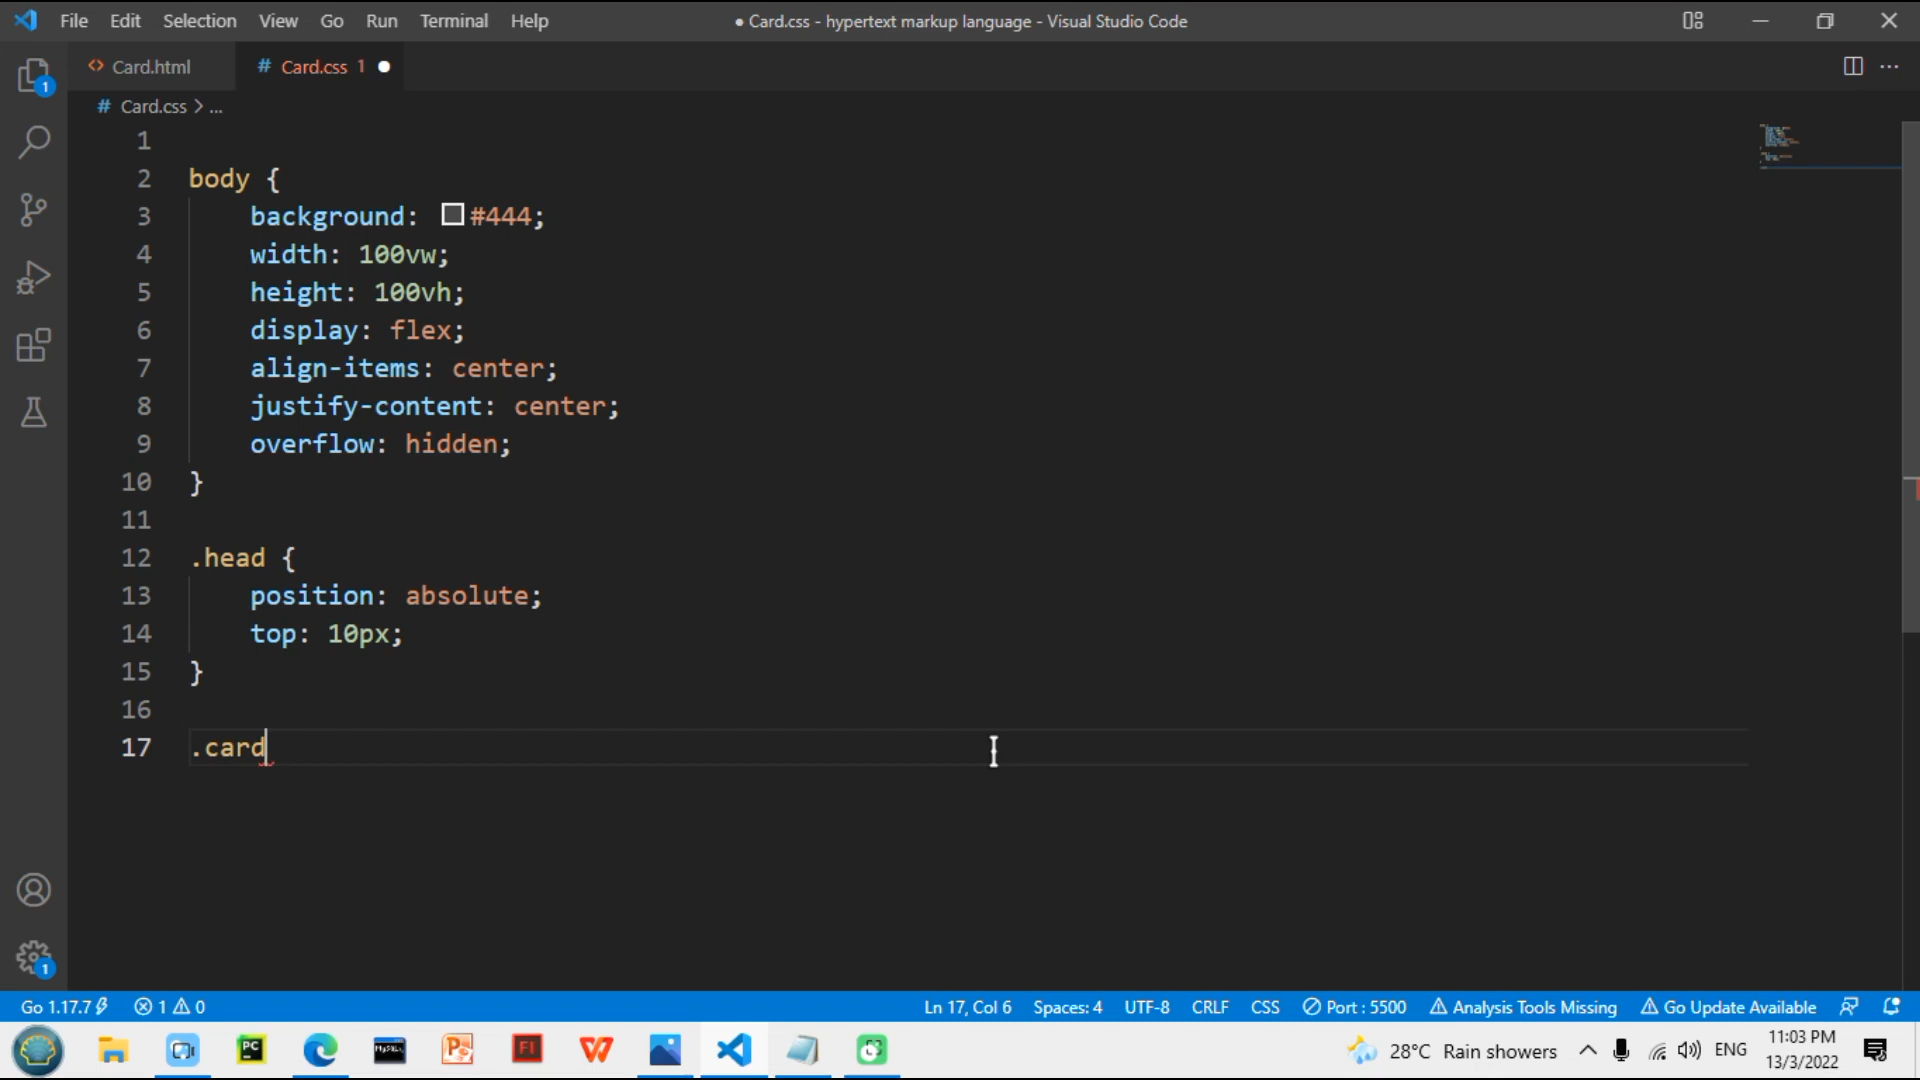 File Edit Selection View Go Run Terminal Help
● Card.css - hypertext markup language - Visual Studio Code
<> Card.html
# Card.css 1 ●
# Card.css > ...
1
2 body {
3 background: #444;
4 width: 100vw;
5 height: 100vh;
6 display: flex;
7 align-items: center;
8 justify-content: center;
9 overflow: hidden;
10 }
11
12 .head {
13 position: absolute;
14 top: 10px;
15 }
16
17 .card
1
1
Go 1.17.7 1 0 Ln 17, Col 6 Spaces: 4 UTF-8 CRLF CSS Port : 5500 Analysis Tools Missing Go Update Available
PC MySQL P Fl W 28°C Rain showers ENG 11:03 PM
13/3/2022